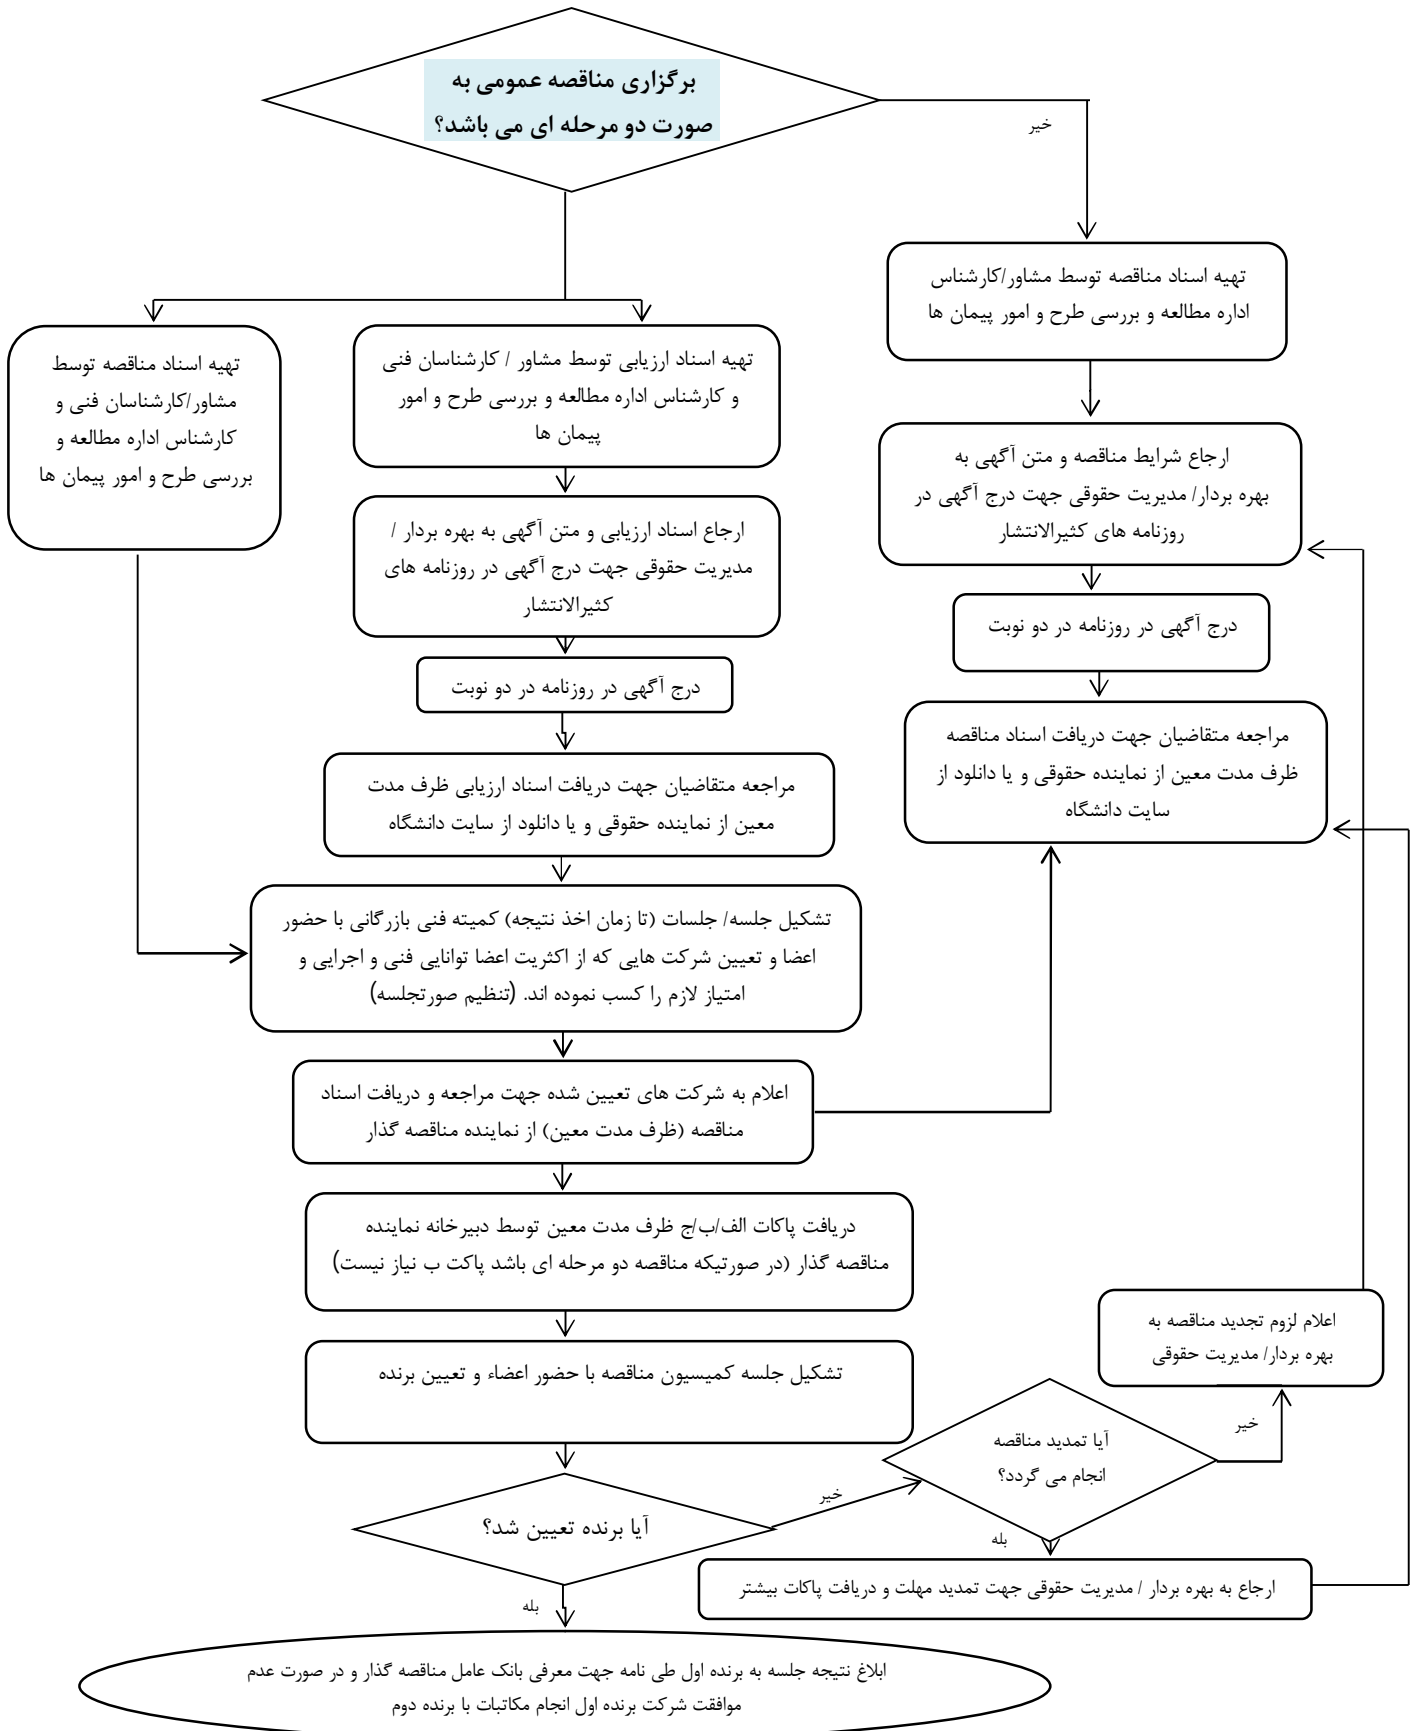 برگزاری مناقصه عمومی به
صورت دو مرحله ای می باشد؟
خیر
تهیه اسناد مناقصه توسط مشاور/کارشناس
اداره مطالعه و بررسی طرح و امور پیمان ها
ارجاع شرایط مناقصه و متن آگهی به
بهره بردار/ مدیریت حقوقی جهت درج آگهی در
روزنامه های کثیرالانتشار
درج آگهی در روزنامه در دو نوبت
مراجعه متقاضیان جهت دریافت اسناد مناقصه
ظرف مدت معین از نماینده حقوقی و یا دانلود از
سایت دانشگاه
تهیه اسناد ارزیابی توسط مشاور / کارشناسان فنی
و کارشناس اداره مطالعه و بررسی طرح و امور
پیمان ها
ارجاع اسناد ارزیابی و متن آگهی به بهره بردار /
مدیریت حقوقی جهت درج آگهی در روزنامه های
کثیرالانتشار
درج آگهی در روزنامه در دو نوبت
مراجعه متقاضیان جهت دریافت اسناد ارزیابی ظرف مدت
معین از نماینده حقوقی و یا دانلود از سایت دانشگاه
تهیه اسناد مناقصه توسط
مشاور/کارشناسان فنی و
کارشناس اداره مطالعه و
بررسی طرح و امور پیمان ها
تشکیل جلسه/ جلسات (تا زمان اخذ نتیجه) کمیته فنی بازرگانی با حضور
اعضا و تعیین شرکت هایی که از اکثریت اعضا توانایی فنی و اجرایی و
امتیاز لازم را کسب نموده اند. (تنظیم صورتجلسه)
اعلام به شرکت های تعیین شده جهت مراجعه و دریافت اسناد
مناقصه (ظرف مدت معین) از نماینده مناقصه گذار
دریافت پاکات الف/ب/ج ظرف مدت معین توسط دبیرخانه نماینده
مناقصه گذار (در صورتیکه مناقصه دو مرحله ای باشد پاکت ب نیاز نیست)
تشکیل جلسه کمیسیون مناقصه با حضور اعضاء و تعیین برنده
آیا برنده تعیین شد؟
خیر
آیا تمدید مناقصه
انجام می گردد؟
خیر
اعلام لزوم تجدید مناقصه به
بهره بردار/ مدیریت حقوقی
بله
ارجاع به بهره بردار / مدیریت حقوقی جهت تمدید مهلت و دریافت پاکات بیشتر
بله
ابلاغ نتیجه جلسه به برنده اول طی نامه جهت معرفی بانک عامل مناقصه گذار و در صورت عدم
موافقت شرکت برنده اول انجام مکاتبات با برنده دوم